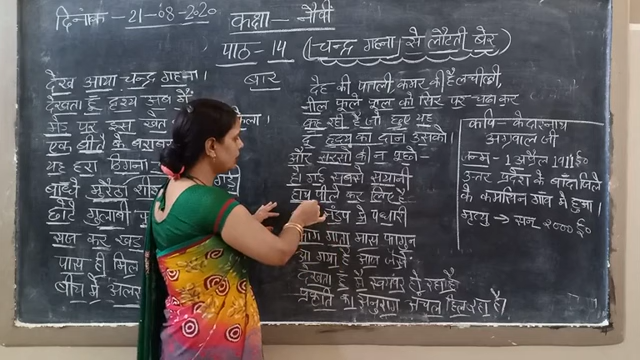 दिनांक - 21-08-2020
कक्षा - नौवीं
पाठ-14 (चन्द्र गहना से लौटती बेर)
देख आया चन्द्र गहना।
देखता हूँ दृश्य अब मैं
मेड़ पर इस खेत
एक बीते के बराबर
यह हरा ठिगना
बांधे मुरैठा शीश
छोटे गुलाबी
सज कर खड़ा
पास ही मिल
बीच में अलसी
देह की पतली, कमर की है लचीली,
नील फूले फूल को सिर पर चढ़ाकर
कह रही है, जो छुए यह
दूँ हृदय का दान उसको
और सरसों की न पूछो-
हो गई सबसे सयानी
हाथ पीले कर लिए है
मंडप में पधारी
फाग गाता मास फागुन
आ गया है आज जैसे
देखता हूँ मैं स्वयंवर हो रहा है
प्रकृति का अनुराग अंचल हिल रहा है।
कवि - केदारनाथ
अग्रवाल जी
जन्म - 1 अप्रैल 1911 ई०
उत्तर प्रदेश के बाँदा जिले
के कमासिन गाँव में हुआ।
मृत्यु → सन् 2000 ई०